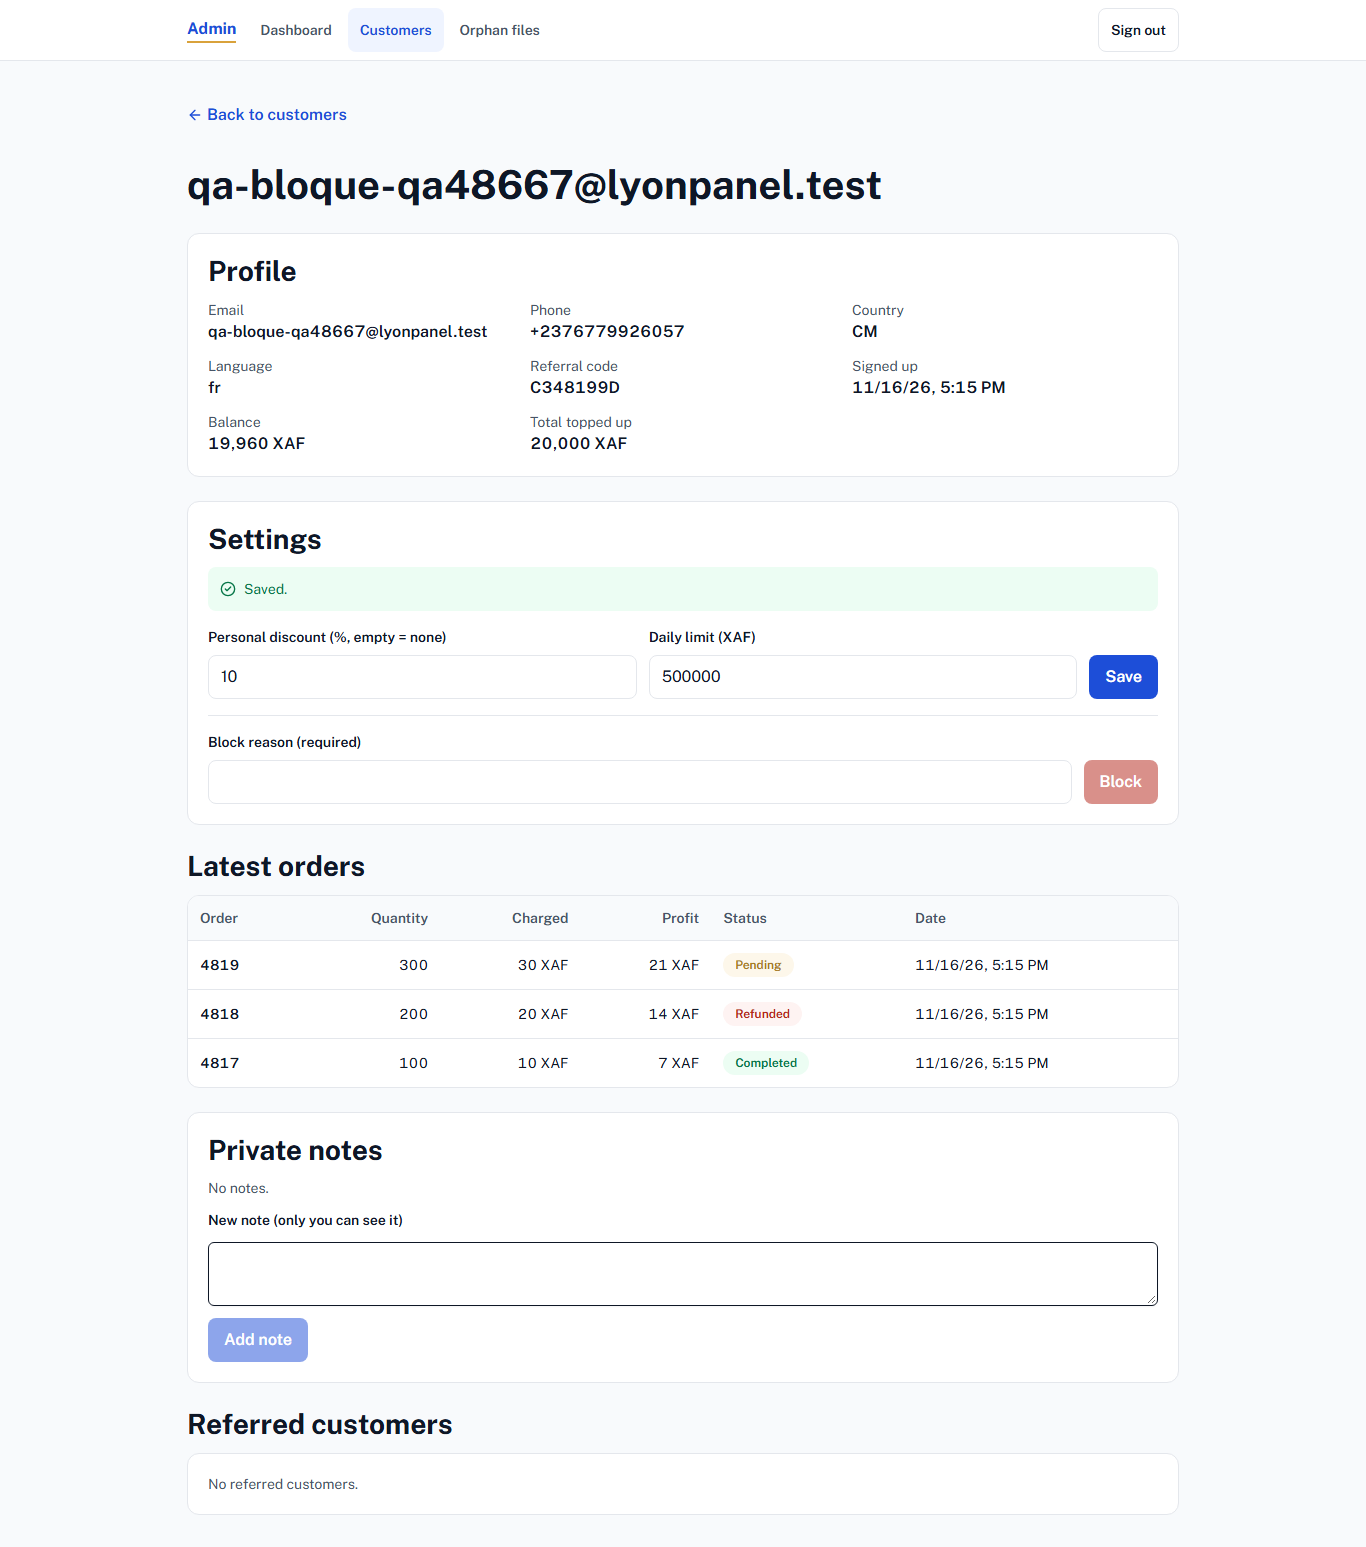 Admin Dashboard Customers Orphan files Sign out
← Back to customers
qa-bloque-qa48667@lyonpanel.test
Profile
Email Phone Country
qa-bloque-qa48667@lyonpanel.test +2376779926057 CM
Language Referral code Signed up
fr C348199D 11/16/26, 5:15 PM
Balance Total topped up
19,960 XAF 20,000 XAF
Settings
Saved.
Personal discount (%, empty = none) Daily limit (XAF)
10 500000 Save
Block reason (required)
Block
Latest orders
Order Quantity Charged Profit Status Date
4819 300 30 XAF 21 XAF Pending 11/16/26, 5:15 PM
4818 200 20 XAF 14 XAF Refunded 11/16/26, 5:15 PM
4817 100 10 XAF 7 XAF Completed 11/16/26, 5:15 PM
Private notes
No notes.
New note (only you can see it)
Add note
Referred customers
No referred customers.